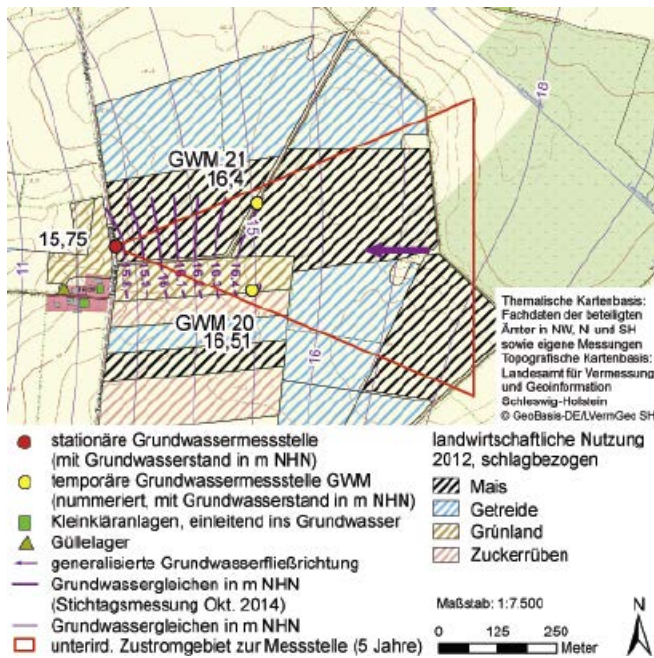 GWM 21
16,4
18
15,75
15
11
GWM 20
16,51
16
Thematische Kartenbasis:
Fachdaten der beteiligten
Ämter in NW, NI und SH
sowie eigene Messungen
Topografische Kartenbasis:
Landesamt für Vermessung
und Geoinformation
Schleswig-Holstein
© GeoBasis-DE/LVermGeo SH
stationäre Grundwassermessstelle
(mit Grundwasserstand in m NHN)
temporäre Grundwassermessstelle GWM
(nummeriert, mit Grundwasserstand in m NHN)
Kleinkläranlagen, einleitend ins Grundwasser
Güllelager
generalisierte Grundwasserfließrichtung
Grundwassergleichen in m NHN
(Stichtagsmessung Okt. 2014)
Grundwassergleichen in m NHN
unterird. Zustromgebiet zur Messstelle (5 Jahre)
landwirtschaftliche Nutzung
2012, schlagbezogen
Mais
Getreide
Grünland
Zuckerrüben
Maßstab: 1:7.500
N
0 125 250
Meter